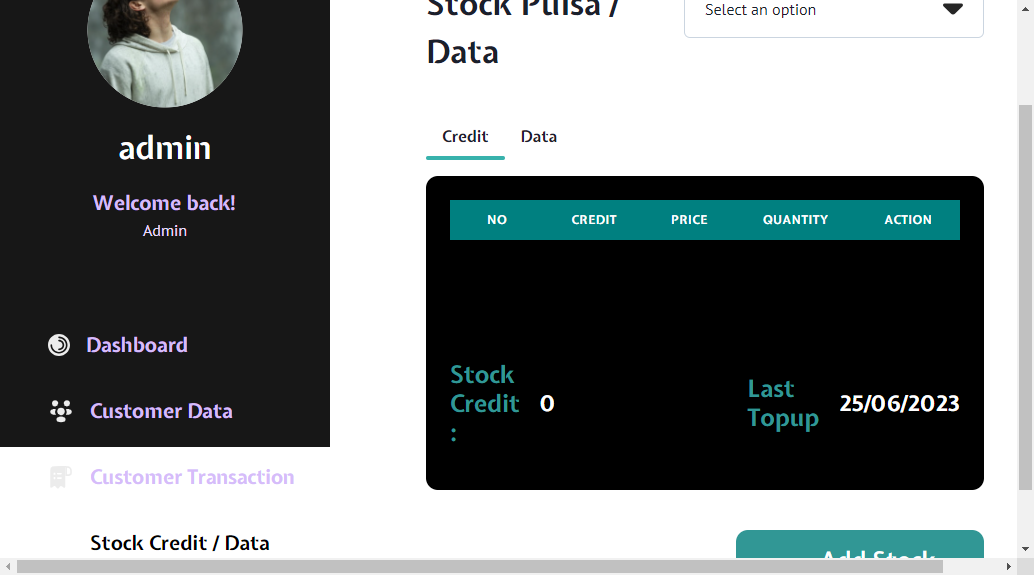 Stock Pulsa /
Data
Select an option
admin
Welcome back!
Admin
Dashboard
Customer Data
Customer Transaction
Stock Credit / Data
Credit Data
NO CREDIT PRICE QUANTITY ACTION
Stock
Credit
:
0
Last
Topup
25/06/2023
Add Stock